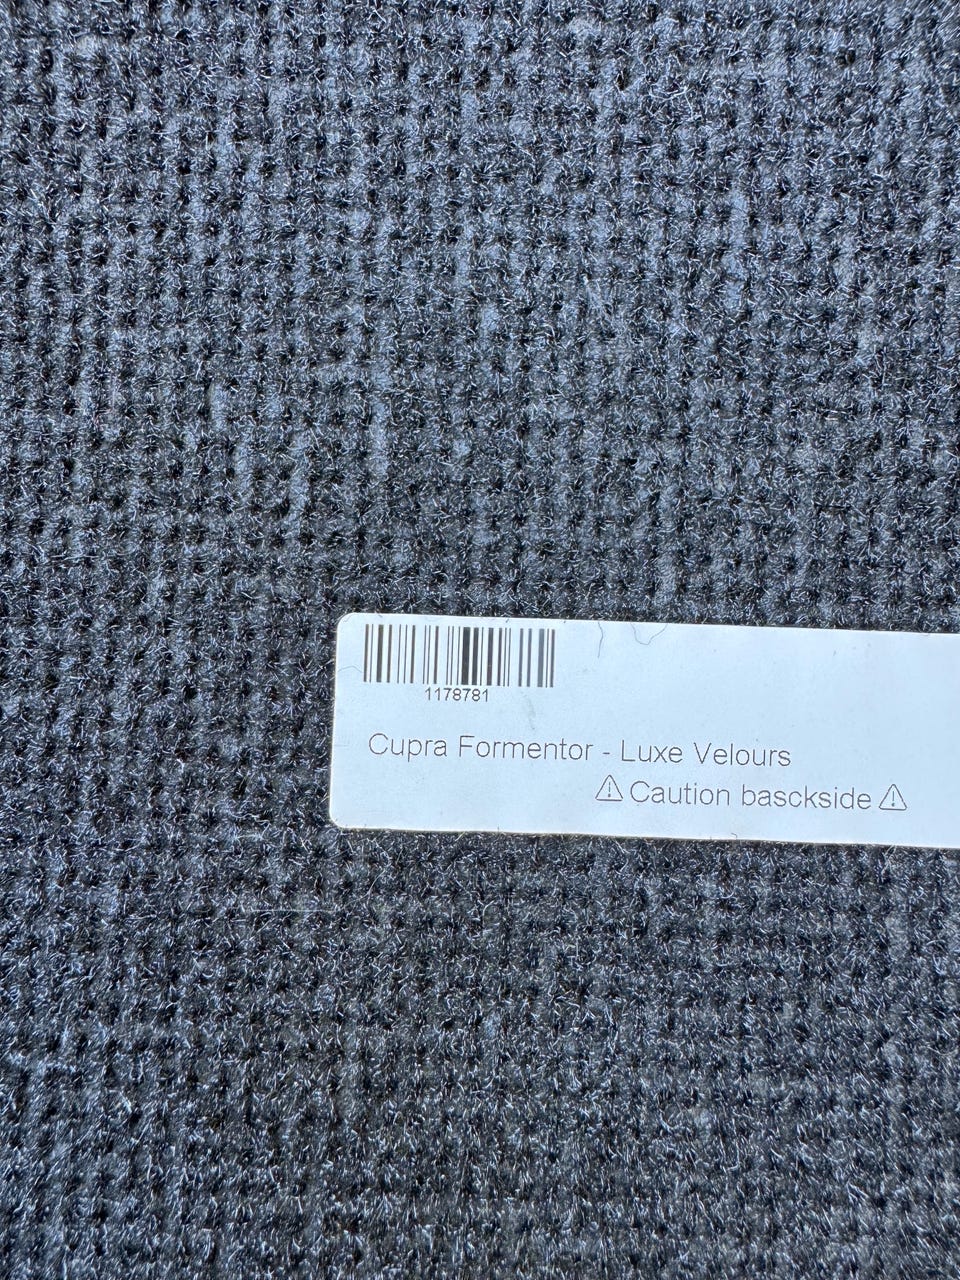 1178781
Cupra Formentor - Luxe Velours
⚠ Caution basckside ⚠